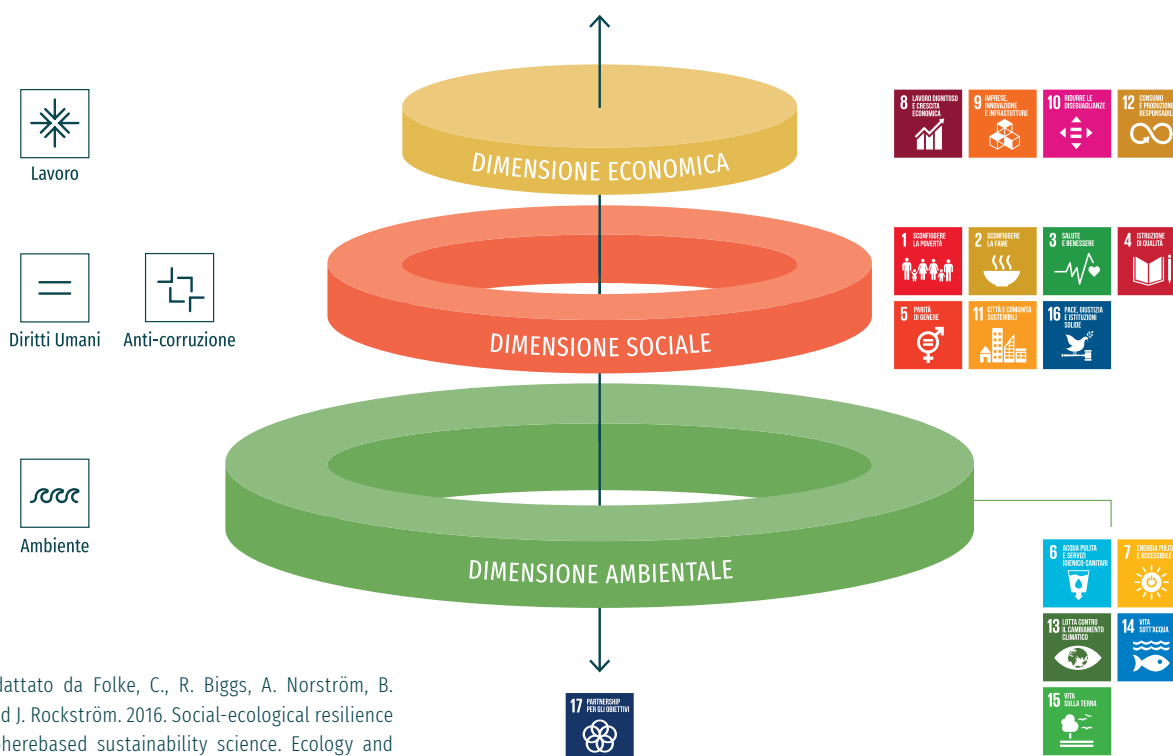 Lavoro
DIMENSIONE ECONOMICA
8 LAVORO DIGNITOSO
E CRESCITA
ECONOMICA
9 IMPRESE,
INNOVAZIONE
E INFRASTRUTTURE
10 RIDURRE LE
DISEGUAGLIANZE
12 CONSUMO
E PRODUZIONE
RESPONSABILI
Diritti Umani
Anti-corruzione
DIMENSIONE SOCIALE
1 SCONFIGGERE
LA POVERTÀ
2 SCONFIGGERE
LA FAME
3 SALUTE
E BENESSERE
4 ISTRUZIONE
DI QUALITÀ
5 PARITÀ
DI GENERE
11 CITTÀ E COMUNITÀ
SOSTENIBILI
16 PACE, GIUSTIZIA
E ISTITUZIONI
SOLIDE
Ambiente
DIMENSIONE AMBIENTALE
6 ACQUA PULITA
E SERVIZI
IGIENICO-SANITARI
7 ENERGIA PULITA
E ACCESSIBILE
13 LOTTA CONTRO
IL CAMBIAMENTO
CLIMATICO
14 VITA
SOTT'ACQUA
15 VITA
SULLA TERRA
17 PARTNERSHIP
PER GLI OBIETTIVI
dattato da Folke, C., R. Biggs, A. Norström, B.
d J. Rockström. 2016. Social-ecological resilience
pherebased sustainability science. Ecology and